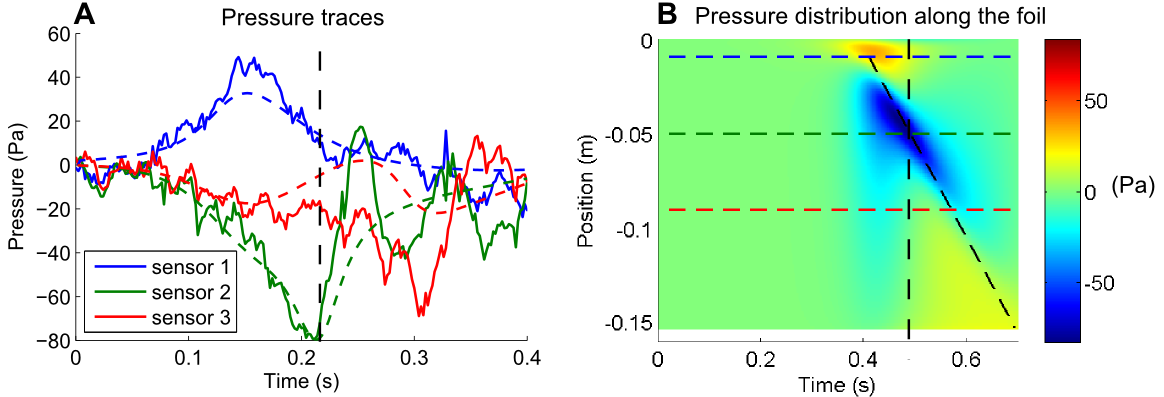 A
Pressure traces
60
40
20
0
−20
−40
−60
−80
Pressure (Pa)
sensor 1
sensor 2
sensor 3
0
0.1
0.2
0.3
0.4
Time (s)
B
Pressure distribution along the foil
0
-0.05
-0.1
-0.15
Position (m)
0
0.2
0.4
0.6
Time (s)
50
0
-50
(Pa)